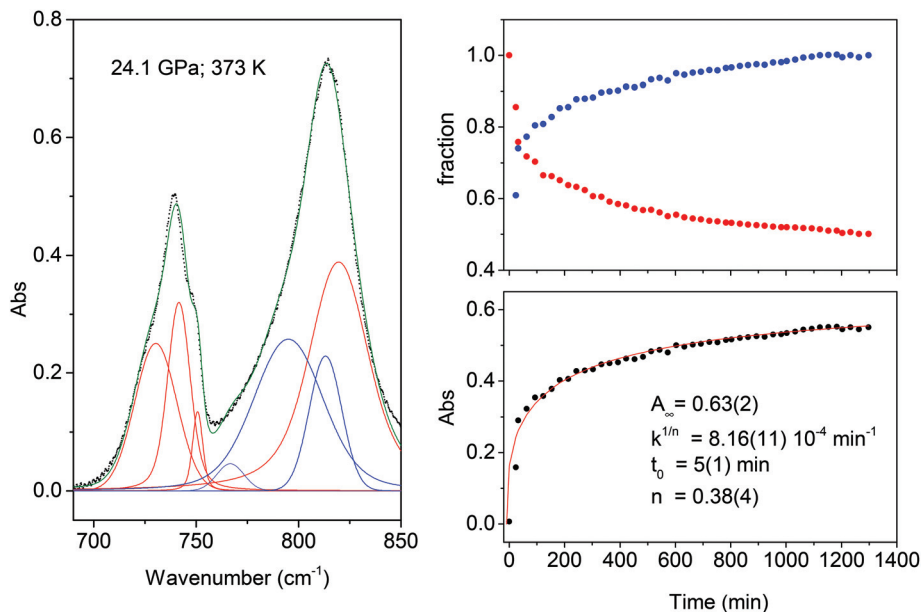 24.1 GPa; 373 K
Abs
0.8
0.6
0.4
0.2
0.0
700
750
800
850
Wavenumber (cm⁻¹)
fraction
1.0
0.8
0.6
0.4
Abs
0.6
0.4
0.2
0.0
A∞= 0.63(2)
k¹ᐟⁿ = 8.16(11) 10⁻⁴ min⁻¹
t₀ = 5(1) min
n = 0.38(4)
0 200 400 600 800 1000 1200 1400
Time (min)